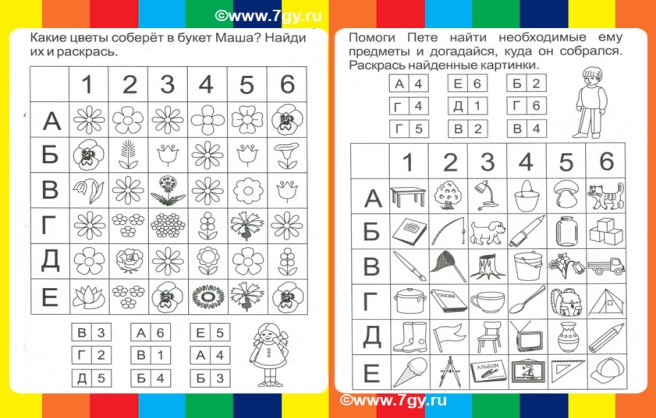 ©www.7gy.ru
Какие цветы соберёт в букет Маша? Найди
их и раскрась.
1 2 3 4 5 6
А
Б
В
Г
Д
Е
В 3 А 6 Е 5
Г 2 В 1 А 4
Д 5 Б 4 Б 3
Помоги Пете найти необходимые ему
предметы и догадайся, куда он собрался.
Раскрась найденные картинки.
А 4 Е 6 Б 2
Г 4 Д 1 Г 6
Г 5 В 2 В 4
1 2 3 4 5 6
А
Б
В
Г
Д
Е
АЛЬБОМ
©www.7gy.ru